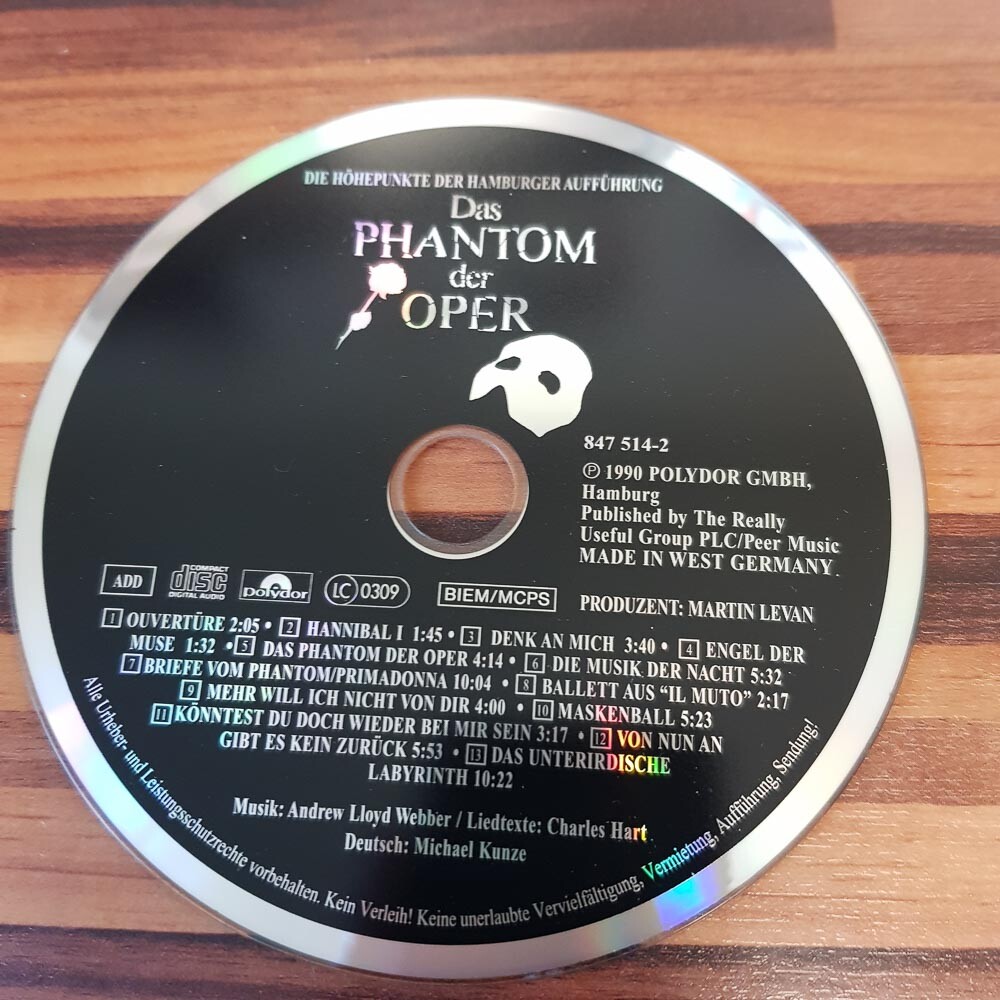 DIE HÖHEPUNKTE DER HAMBURGER AUFFÜHRUNG
Das
PHANTOM
der
OPER
847 514-2
Ⓟ 1990 POLYDOR GMBH,
Hamburg
Published by The Really
Useful Group PLC/Peer Music
MADE IN WEST GERMANY.
ADD
COMPACT
disc
DIGITAL AUDIO
polydor
LC 0309
BIEM/MCPS
PRODUZENT: MARTIN LEVAN
1 OUVERTÜRE 2:05 • 2 HANNIBAL I 1:45 • 3 DENK AN MICH 3:40 • 4 ENGEL DER
MUSE 1:32 • 5 DAS PHANTOM DER OPER 4:14 • 6 DIE MUSIK DER NACHT 5:32
7 BRIEFE VOM PHANTOM/PRIMADONNA 10:04 • 8 BALLETT AUS “IL MUTO” 2:17
9 MEHR WILL ICH NICHT VON DIR 4:00 • 10 MASKENBALL 5:23
11 KÖNNTEST DU DOCH WIEDER BEI MIR SEIN 3:17 • 12 VON NUN AN
GIBT ES KEIN ZURÜCK 5:53 • 13 DAS UNTERIRDISCHE
LABYRINTH 10:22
Musik: Andrew Lloyd Webber / Liedtexte: Charles Hart
Deutsch: Michael Kunze
Alle Urheber- und Leistungsschutzrechte vorbehalten. Kein Verleih! Keine unerlaubte Vervielfältigung, Vermietung, Aufführung, Sendung!